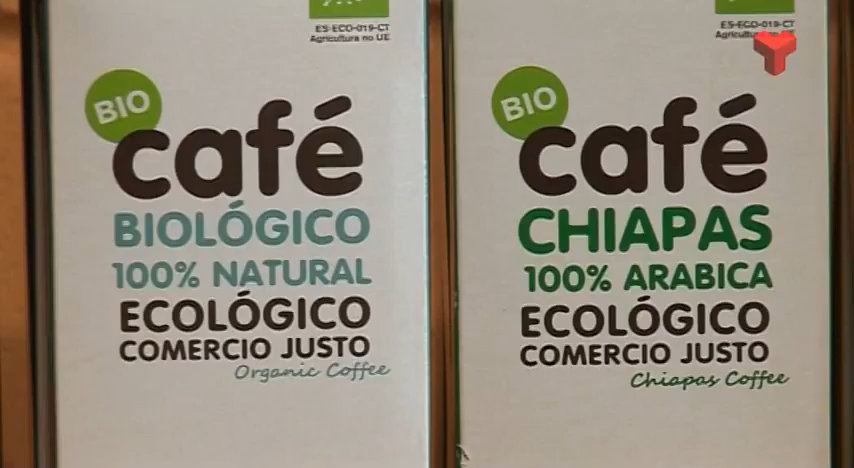 ES-ECO-019-CT
Agricultura no UE
BIO
café
BIOLÓGICO
100% NATURAL
ECOLÓGICO
COMERCIO JUSTO
Organic Coffee
ES-ECO-019-CT
BIO
café
CHIAPAS
100% ARABICA
ECOLÓGICO
COMERCIO JUSTO
Chiapas Coffee